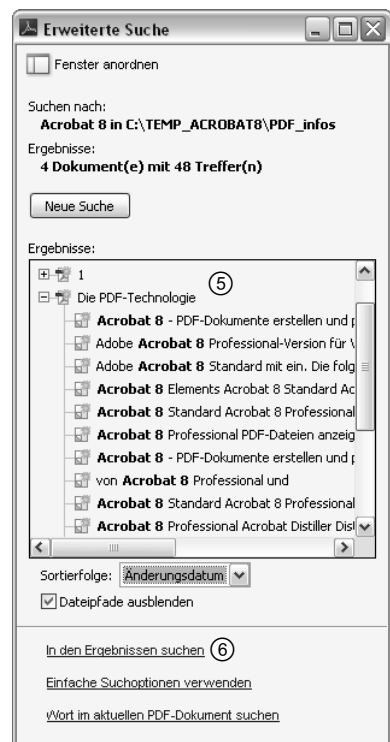 Erweiterte Suche
Fenster anordnen
Suchen nach:
Acrobat 8 in C:\TEMP_ACROBAT8\PDF_infos
Ergebnisse:
4 Dokument(e) mit 48 Treffer(n)
Neue Suche
Ergebnisse:
1
Die PDF-Technologie ⑤
Acrobat 8 - PDF-Dokumente erstellen und
Adobe Acrobat 8 Professional-Version für
Adobe Acrobat 8 Standard mit ein. Die folg
Acrobat 8 Elements Acrobat 8 Standard Ac
Acrobat 8 Standard Acrobat 8 Professional
Acrobat 8 Professional PDF-Dateien anzeig
Acrobat 8 - PDF-Dokumente erstellen und
von Acrobat 8 Professional und
Acrobat 8 Standard Acrobat 8 Professional
Acrobat 8 Professional Acrobat Distiller Dis
Sortierfolge: Änderungsdatum
Dateipfade ausblenden
In den Ergebnissen suchen ⑥
Einfache Suchoptionen verwenden
Wort im aktuellen PDF-Dokument suchen